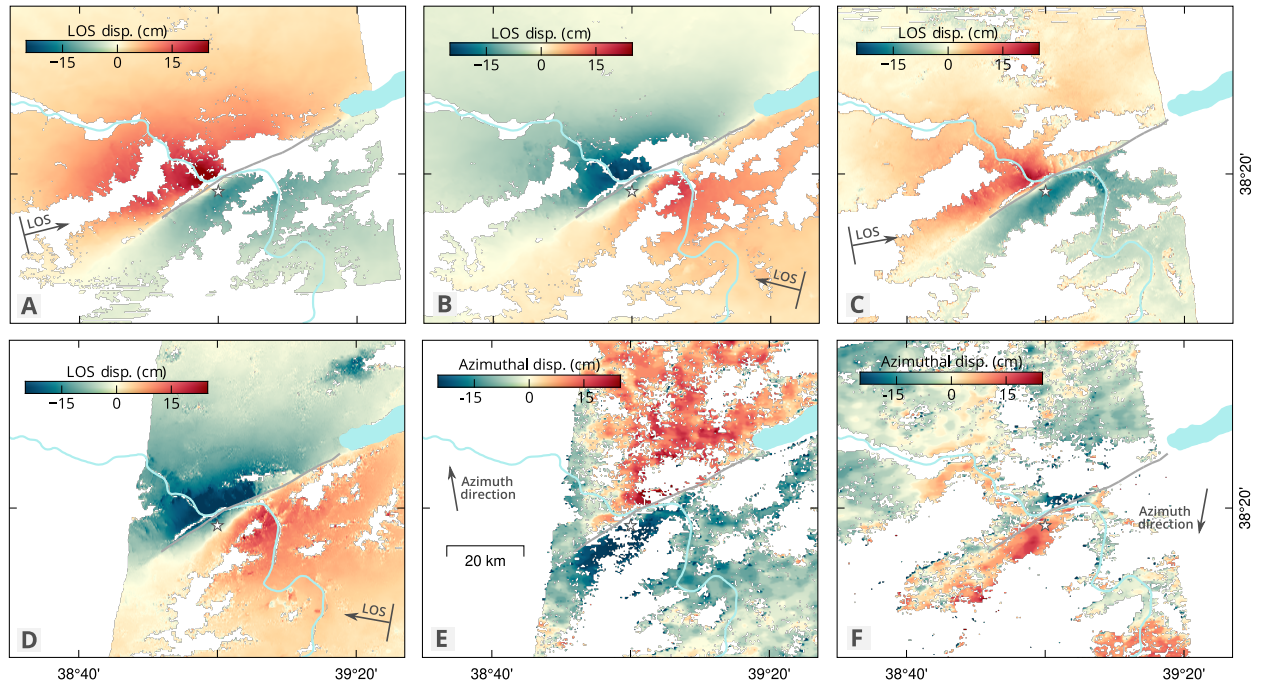 LOS disp. (cm)
−15 0 15
LOS
A
LOS disp. (cm)
−15 0 15
LOS
B
LOS disp. (cm)
−15 0 15
LOS
C
38°20'
LOS disp. (cm)
−15 0 15
LOS
D
Azimuthal disp. (cm)
-15 0 15
Azimuth
direction
20 km
E
Azimuthal disp. (cm)
-15 0 15
Azimuth
direction
F
38°20'
38°40' 39°20' 38°40' 39°20' 38°40' 39°20'